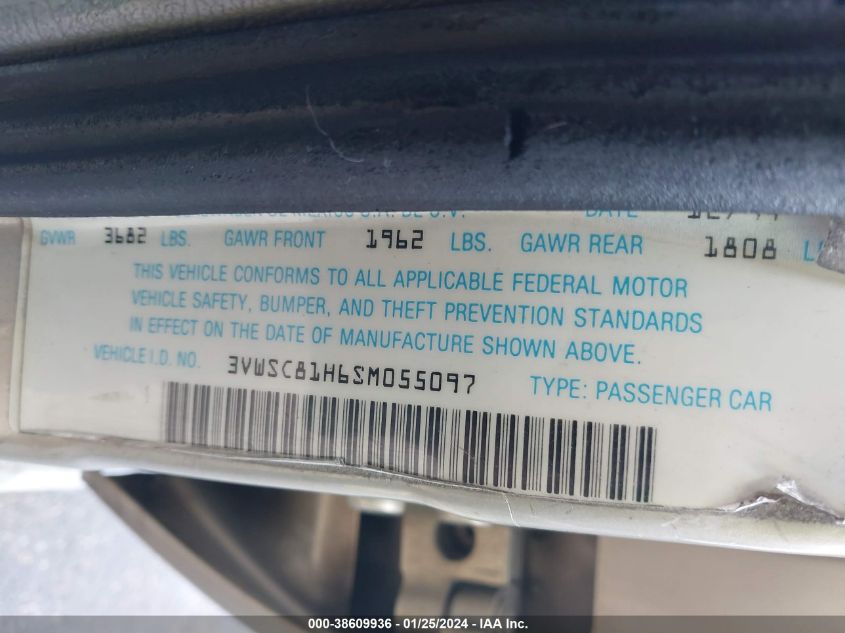 DATE
GVWR 3682 LBS. GAWR FRONT 1962 LBS. GAWR REAR 1808
THIS VEHICLE CONFORMS TO ALL APPLICABLE FEDERAL MOTOR
VEHICLE SAFETY, BUMPER, AND THEFT PREVENTION STANDARDS
IN EFFECT ON THE DATE OF MANUFACTURE SHOWN ABOVE.
VEHICLE I.D. NO. 3VWSC81H6SM055097 TYPE: PASSENGER CAR
000-38609936 - 01/25/2024 - IAA Inc.